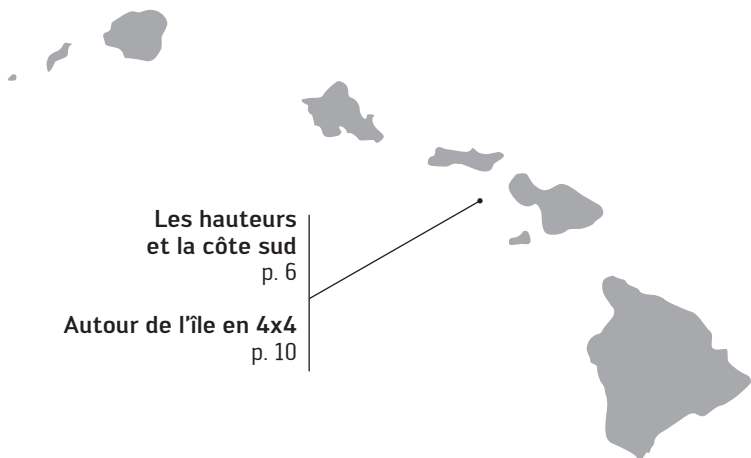 Les hauteurs
et la côte sud
p. 6
Autour de l'île en 4x4
p. 10